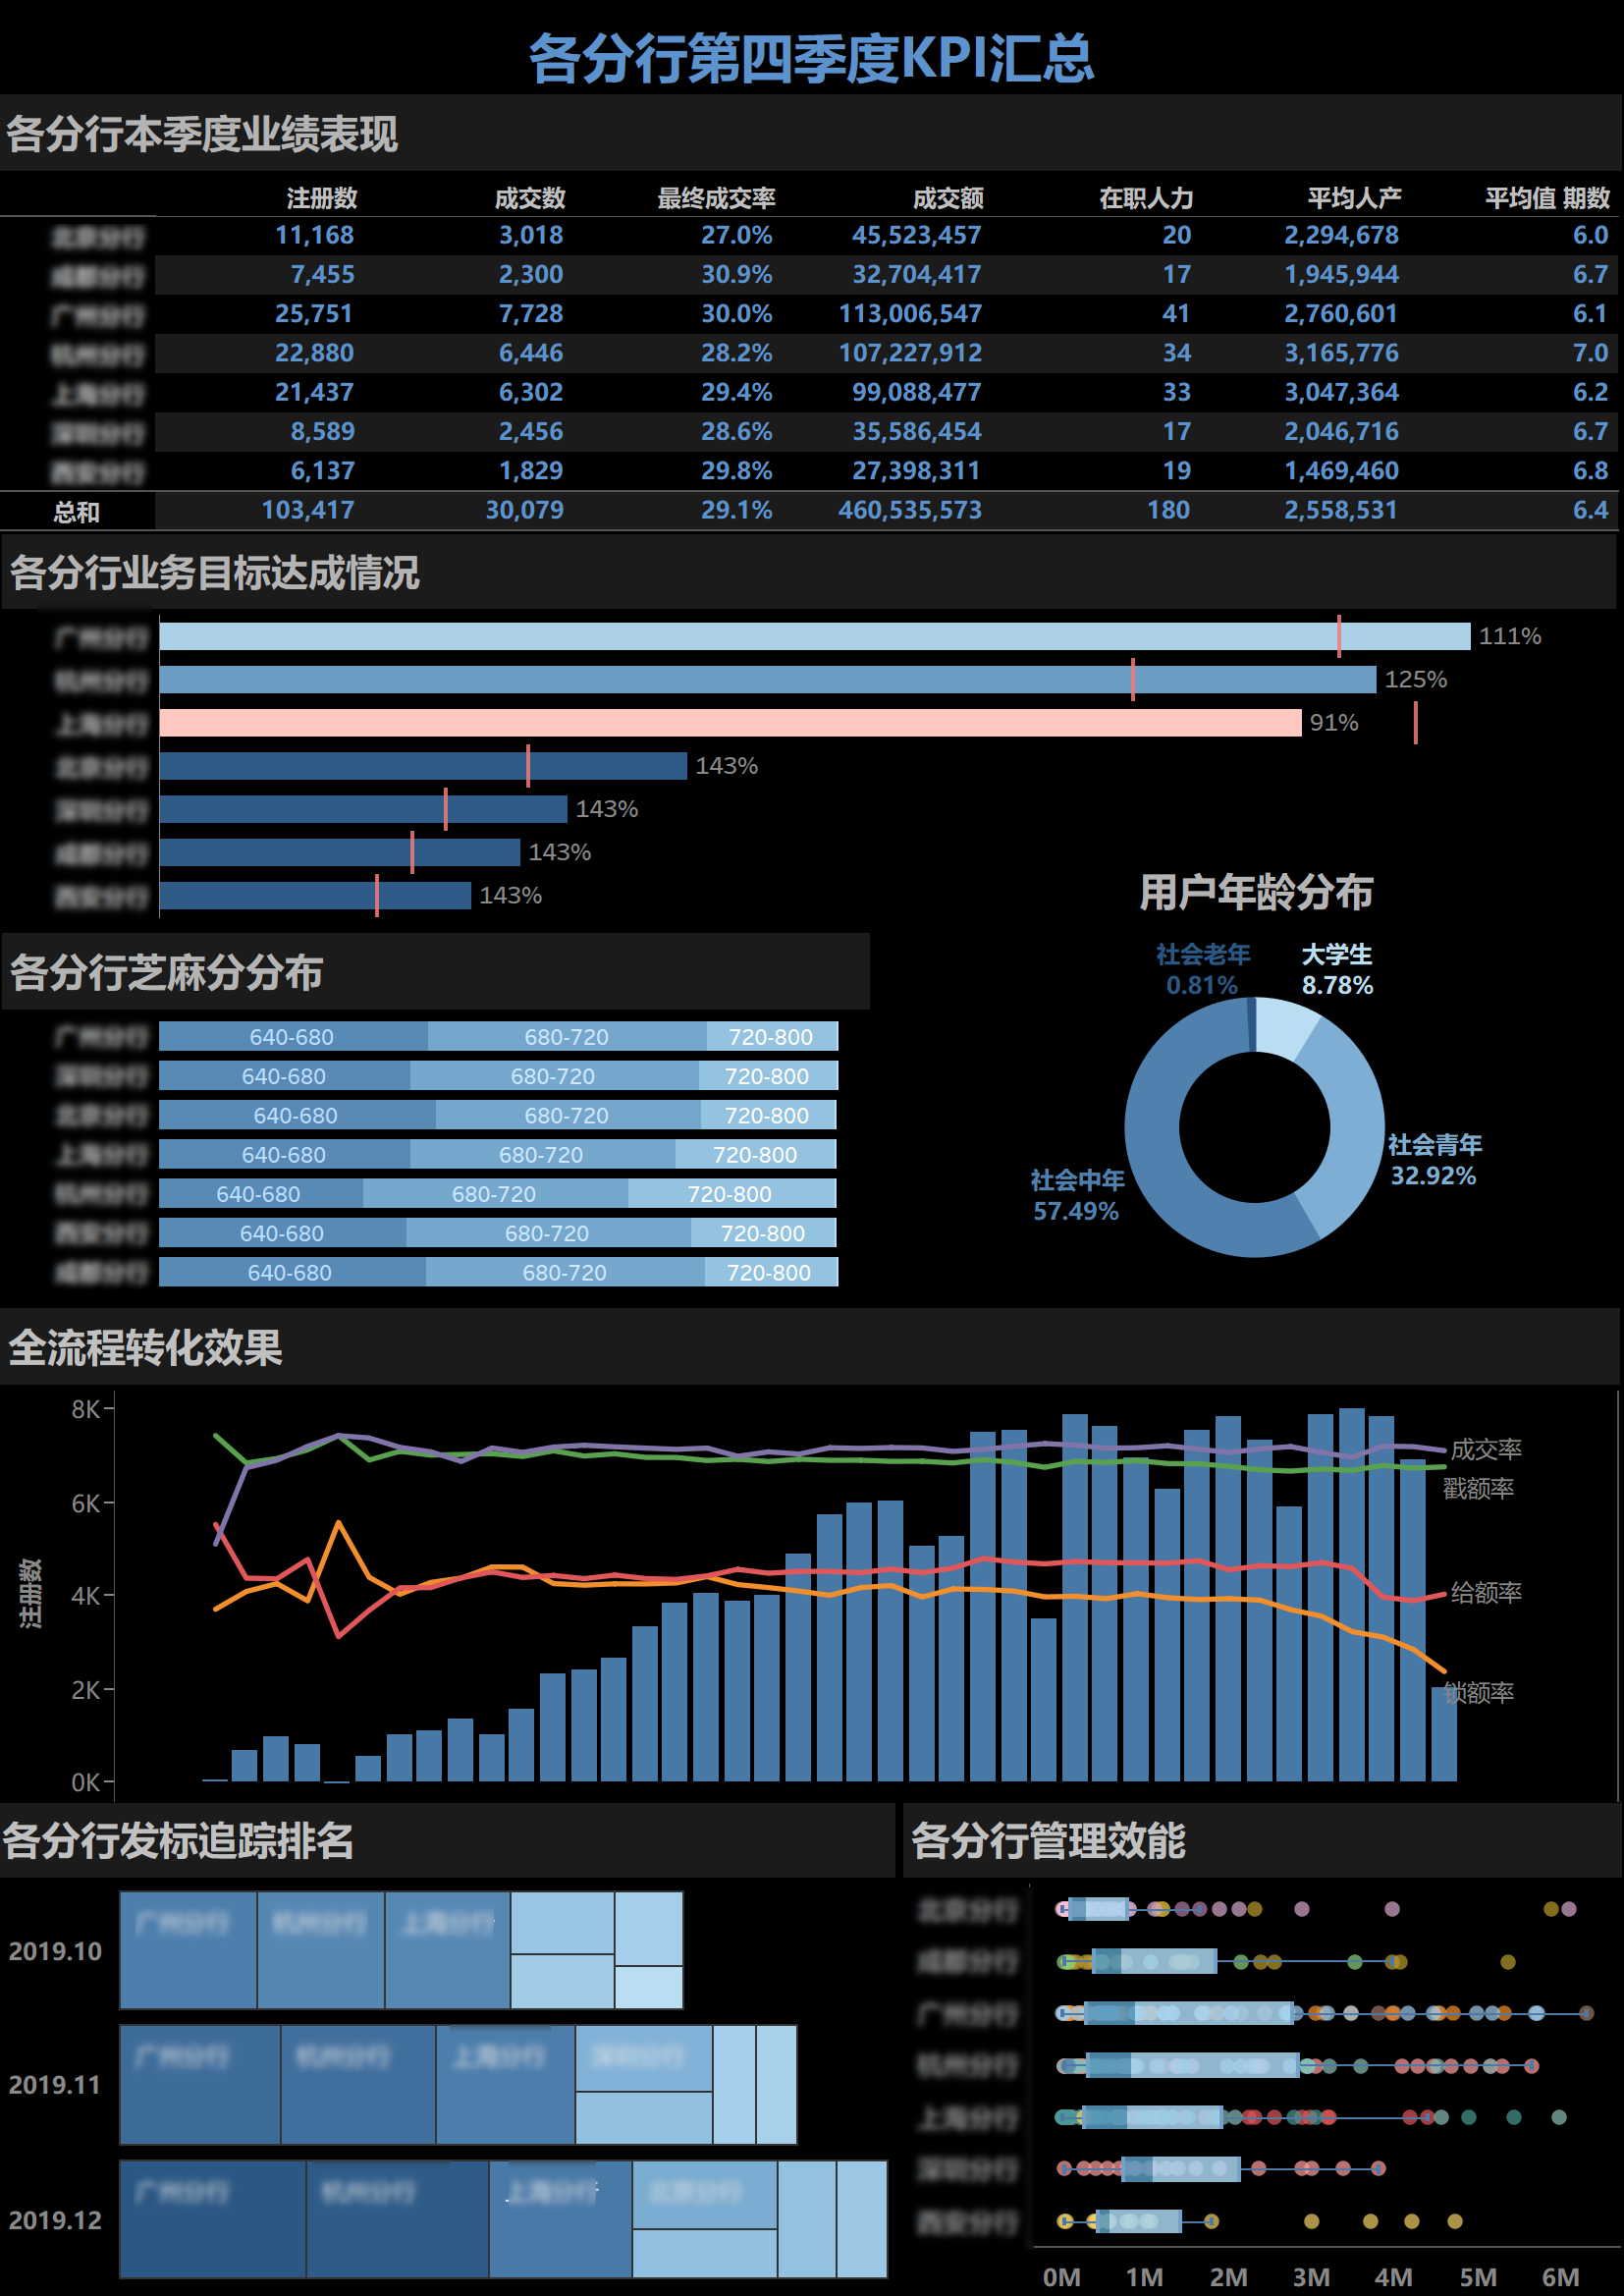 各分行第四季度KPI汇总
各分行本季度业绩表现
注册数 成交数 最终成交率 成交额 在职人力 平均人产 平均值 期数
11,168 3,018 27.0% 45,523,457 20 2,294,678 6.0
7,455 2,300 30.9% 32,704,417 17 1,945,944 6.7
25,751 7,728 30.0% 113,006,547 41 2,760,601 6.1
22,880 6,446 28.2% 107,227,912 34 3,165,776 7.0
21,437 6,302 29.4% 99,088,477 33 3,047,364 6.2
8,589 2,456 28.6% 35,586,454 17 2,046,716 6.7
6,137 1,829 29.8% 27,398,311 19 1,469,460 6.8
总和 103,417 30,079 29.1% 460,535,573 180 2,558,531 6.4
各分行业务目标达成情况
111%
125%
91%
143%
143%
143%
143%
各分行芝麻分分布
640-680 680-720 720-800
640-680 680-720 720-800
640-680 680-720 720-800
640-680 680-720 720-800
640-680 680-720 720-800
640-680 680-720 720-800
640-680 680-720 720-800
用户年龄分布
社会老年
0.81%
大学生
8.78%
社会青年
32.92%
社会中年
57.49%
全流程转化效果
注册数
8K
6K
4K
2K
0K
成交率
戳额率
给额率
锁额率
各分行发标追踪排名
2019.10
2019.11
2019.12
各分行管理效能
0M 1M 2M 3M 4M 5M 6M